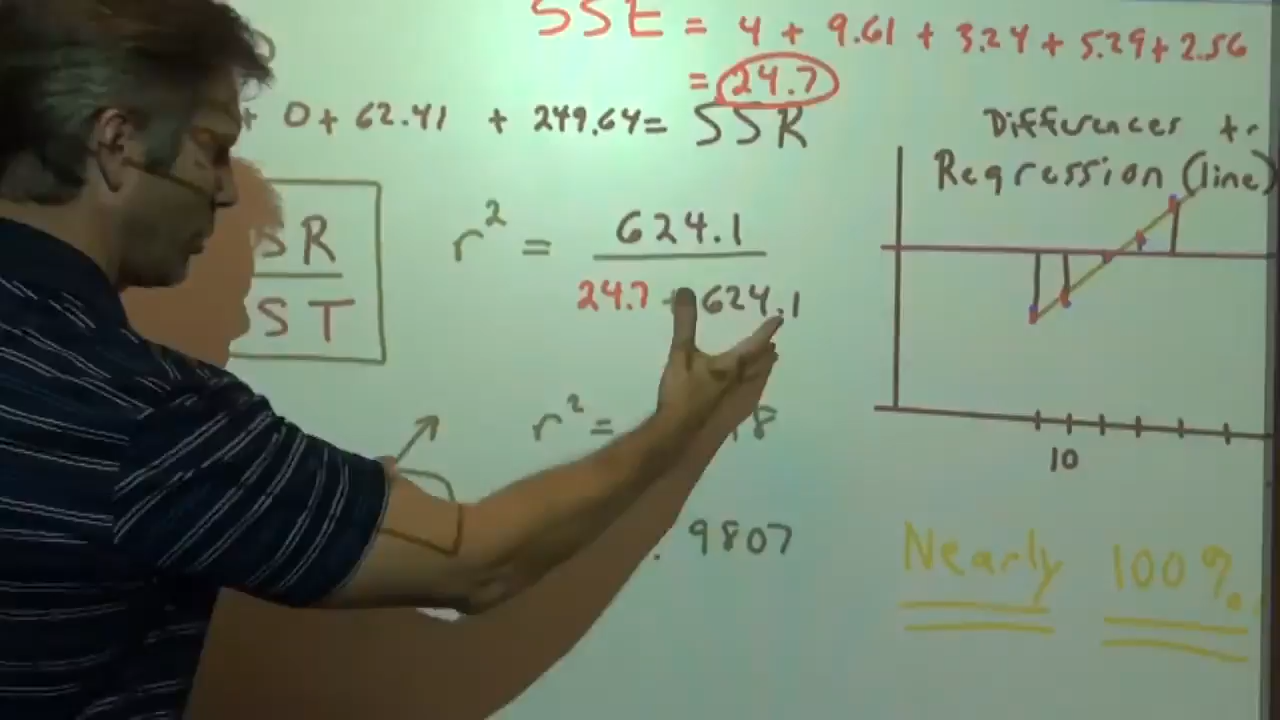 SSE = 4 + 9.61 + 3.24 + 5.29 + 2.56
= 24.7
+ 0 + 62.41 + 249.64 = SSR
Differences
Regression (line)
SR
ST
r² = 624.1
24.7 + 624.1
r² =
.9807
10
Nearly 100%